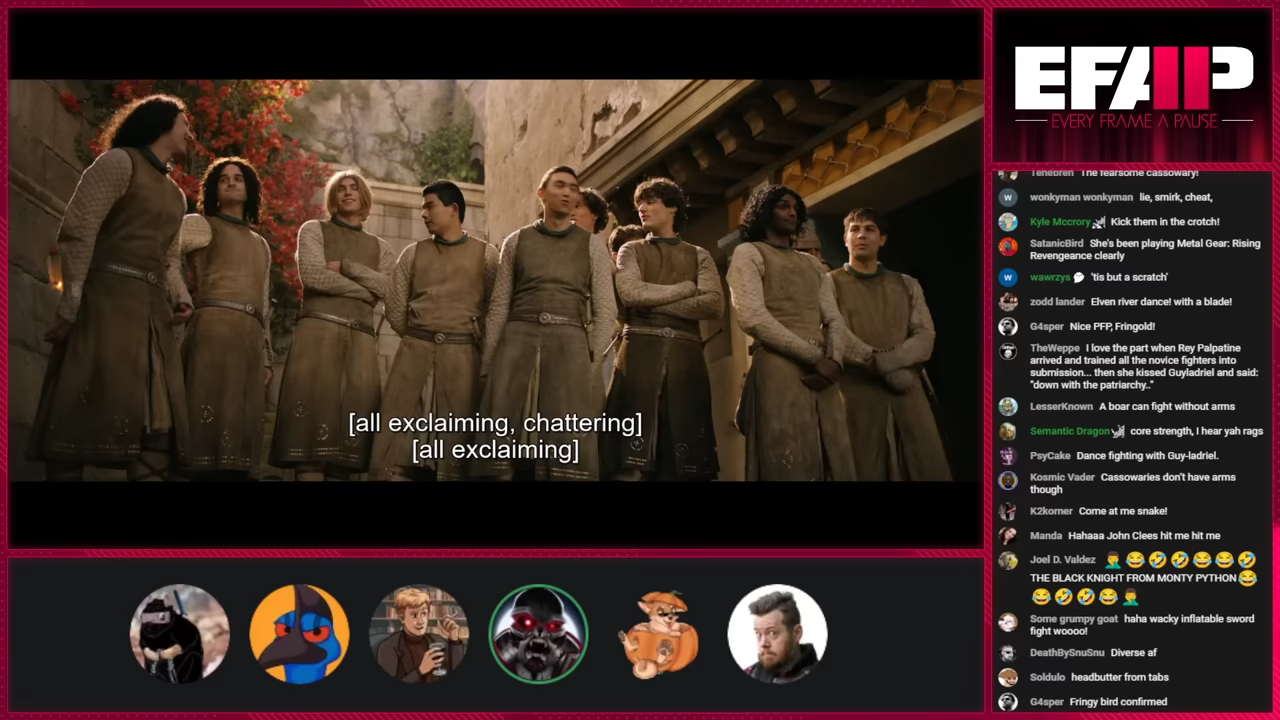 [all exclaiming, chattering]
[all exclaiming]
EFAP
EVERY FRAME A PAUSE
Tenebren The fearsome cassowary!
W wonkyman wonkyman lie, smirk, cheat,
Kyle Mccrory Kick them in the crotch!
SatanicBird She's been playing Metal Gear: Rising
Revengeance clearly
W wawrzys 'tis but a scratch'
zodd lander Elven river dance! with a blade!
G4sper Nice PFP, Fringold!
TheWeppe I love the part when Rey Palpatine
arrived and trained all the novice fighters into
submission... then she kissed Guyladriel and said:
"down with the patriarchy.."
LesserKnown A boar can fight without arms
Semantic Dragon core strength, I hear yah rags
PsyCake Dance fighting with Guy-ladriel.
Kosmic Vader Cassowaries don't have arms
though
K2korner Come at me snake!
Manda Hahaaa John Clees hit me hit me
Joel D. Valdez 🤦‍♂️😂🤣🤣😂😂🤣
THE BLACK KNIGHT FROM MONTY PYTHON😂
😂🤣🤣😂🤦‍♂️
Some grumpy goat haha wacky inflatable sword
fight woooo!
DeathBySnuSnu Diverse af
Soldulo headbutter from tabs
G4sper Fringy bird confirmed